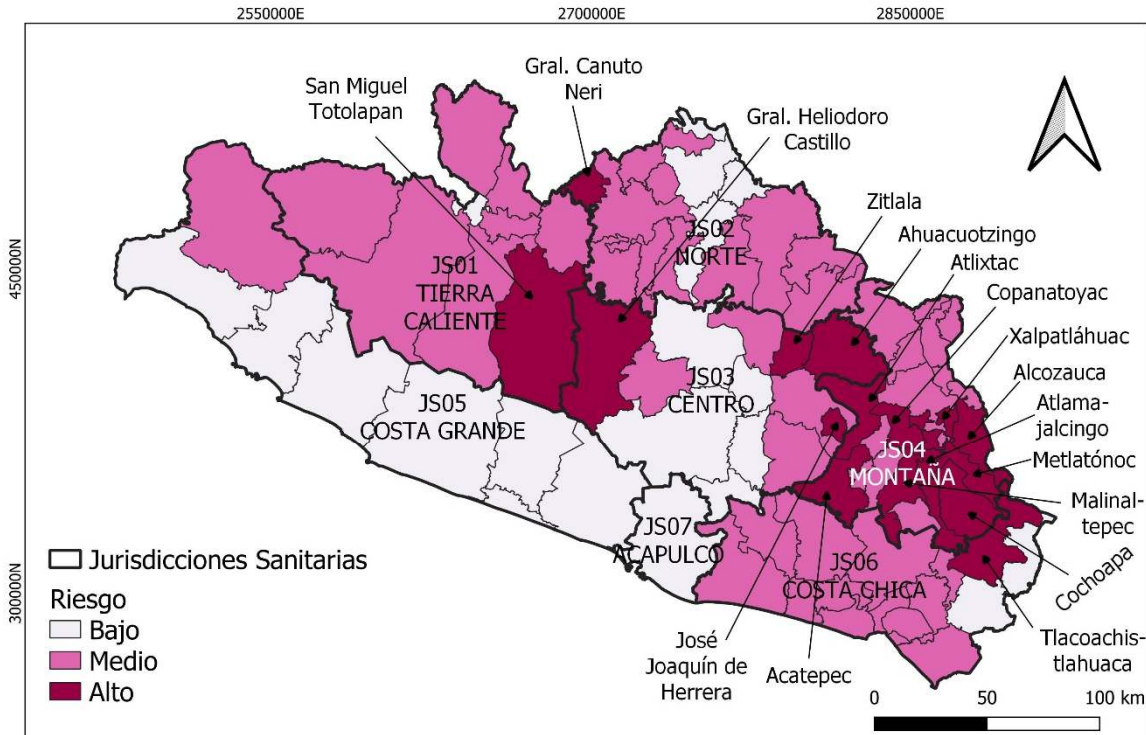 2550000E
2700000E
2850000E
450000N
300000N
San Miguel
Totolapan
Gral. Canuto
Neri
Gral. Heliodoro
Castillo
Zitlala
Ahuacuotzingo
Atlixtac
Copanatoyac
Xalpatláhuac
Alcozauca
Atlama-
jalcingo
Metlatónoc
Malinal-
tepec
Cochoapa
Tlacoachis-
tlahuaca
Acatepec
José
Joaquín de
Herrera
JS01
TIERRA
CALIENTE
JS02
NORTE
JS03
CENTRO
JS04
MONTAÑA
JS05
COSTA GRANDE
JS06
COSTA CHICA
JS07
ACAPULCO
Jurisdicciones Sanitarias
Riesgo
Bajo
Medio
Alto
0 50 100 km